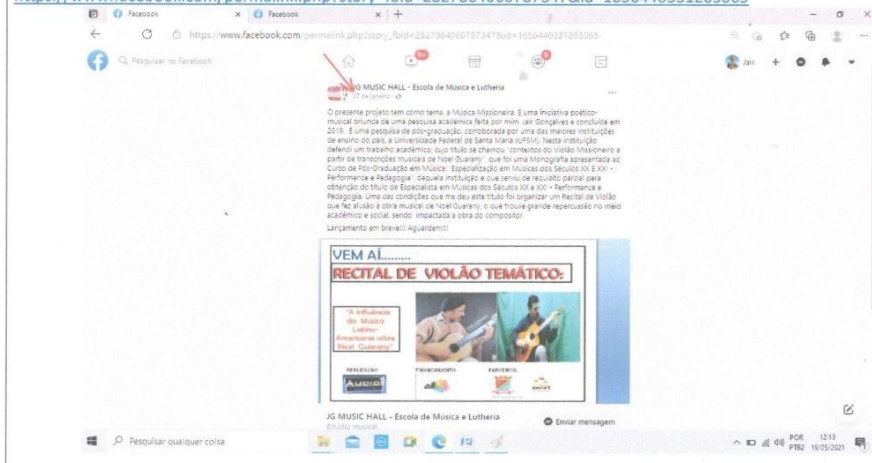 Facebook
Facebook
https://www.facebook.com/permalink.php?story_fbid=2827864060787347&id=1656440331263065
Pesquisar no Facebook
Jair
JG MUSIC HALL - Escola de Música e Lutheria
27 de janeiro
O presente projeto tem como tema, a Música Missioneira. É uma iniciativa poético-
musical oriunda de uma pesquisa acadêmica feita por mim, Jair Gonçalves e concluída em
2019. É uma pesquisa de pós-graduação, corroborada por uma das maiores instituições
de ensino do país, a Universidade Federal de Santa Maria (UFSM). Nesta instituição
defendi um trabalho acadêmico, cujo título se chamou "contextos do Violão Missioneiro a
partir de transcrições musicais de Noel Guarany", que foi uma Monografia apresentada ao
Curso de Pós-Graduação em Música: "Especialização em Músicas dos Séculos XX E XXI -
Performance e Pedagogia", daquela instituição e que serviu de requisito parcial para
obtenção do título de Especialista em Músicas dos Séculos XX e XXI - Performance e
Pedagogia. Uma das condições que me deu este título foi organizar um Recital de Violão
que fez alusão à obra musical de Noel Guarany, o que trouxe grande repercussão no meio
acadêmico e social, sendo impactada a obra do compositor.
Lançamento em breve!!! Aguardem!!!
VEM AÍ.........
RECITAL DE VIOLÃO TEMÁTICO:
"A influência
da Música
Latino-
Americana sobre
Noel Guarany"
REALIZAÇÃO
FINANCIAMENTO
PARCEIROS
Audio
JG MUSIC HALL - Escola de Música e Lutheria
Estúdio musical
Enviar mensagem
Pesquisar qualquer coisa
POR
PTB2
12:13
19/05/2021